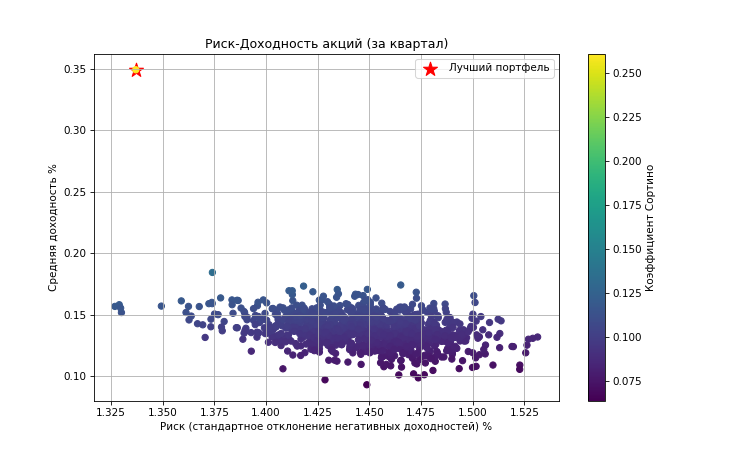 Риск-Доходность акций (за квартал)
Лучший портфель
Средняя доходность %
0.35
0.30
0.25
0.20
0.15
0.10
1.325 1.350 1.375 1.400 1.425 1.450 1.475 1.500 1.525
Риск (стандартное отклонение негативных доходностей) %
0.250
0.225
0.200
0.175
0.150
0.125
0.100
0.075
Коэффициент Сортино